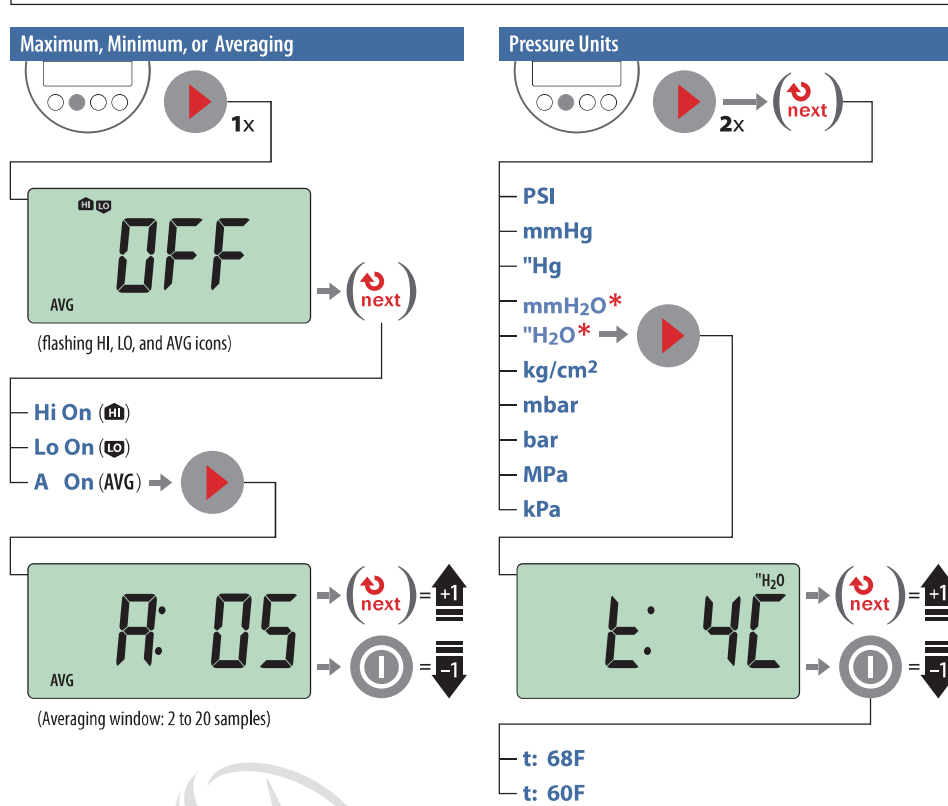 Maximum, Minimum, or Averaging
1x
HI LO
OFF
AVG
next
(flashing HI, LO, and AVG icons)
Hi On (HI)
Lo On (LO)
A On (AVG)
A: 05
AVG
next = +1
= -1
(Averaging window: 2 to 20 samples)
Pressure Units
2x
next
PSI
mmHg
"Hg
mmH2O*
"H2O*
kg/cm2
mbar
bar
MPa
kPa
"H2O
t: 4C
next = +1
= -1
t: 68F
t: 60F